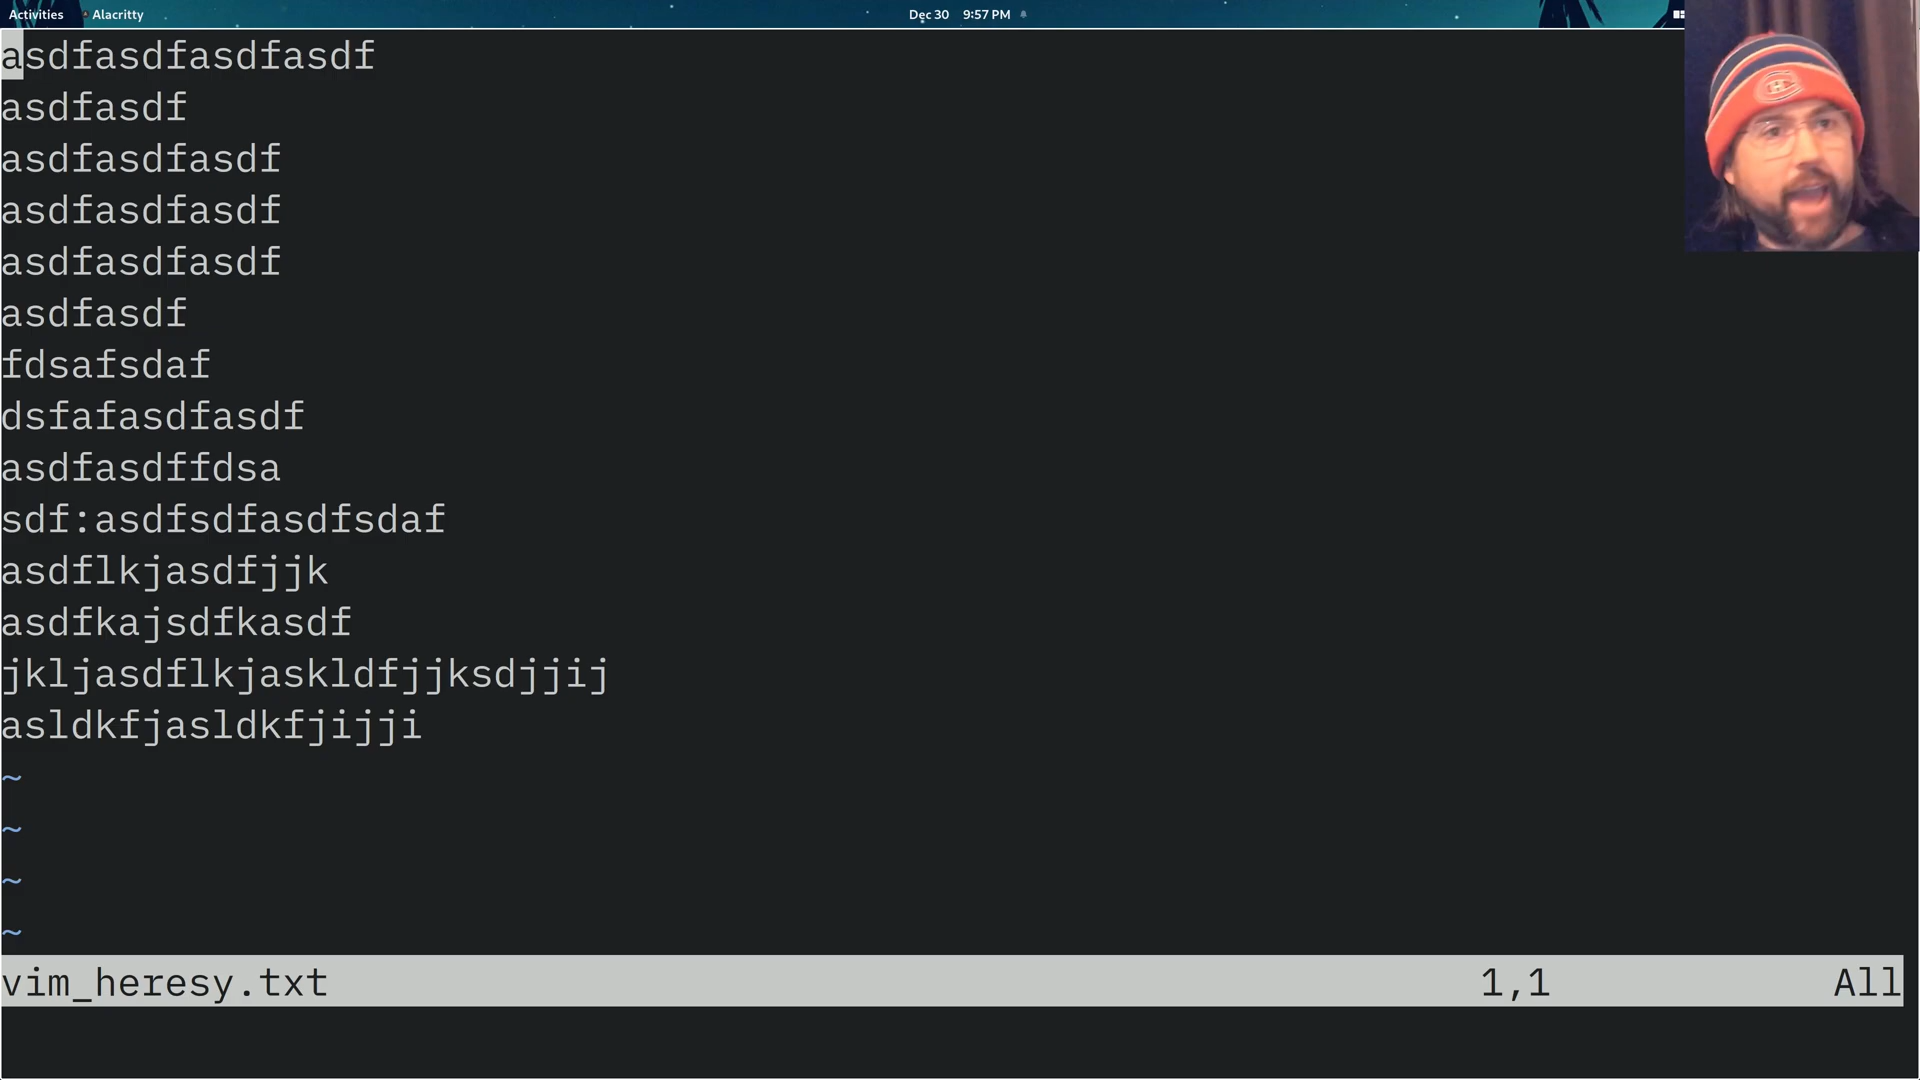 Activities Alacritty Dec 30 9:57 PM
asdfasdfasdfasdf
asdfasdf
asdfasdfasdf
asdfasdfasdf
asdfasdfasdf
asdfasdf
fdsafsdaf
dsfafasdfasdf
asdfasdffdsa
sdf:asdfsdfasdfsdaf
asdflkjasdfjjk
asdfkajsdfkasdf
jkljasdflkjaskldfjjksdjjij
asldkfjasldkfjijji
~
~
~
~
vim_heresy.txt 1,1 All